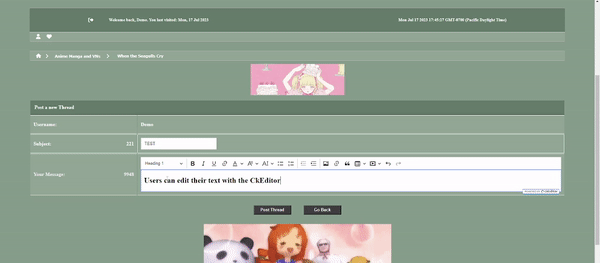 Welcome back, Demo. You last visited: Mon, 17 Jul 2023
Mon Jul 17 2023 17:45:27 GMT-0700 (Pacific Daylight Time)
Anime Manga and VNs
When the Seagulls Cry
Post a new Thread
Username:
Demo
Subject:
221
TEST
Your Message:
9948
Heading 1
Users can edit their text with the CkEditor
Post Thread
Go Back